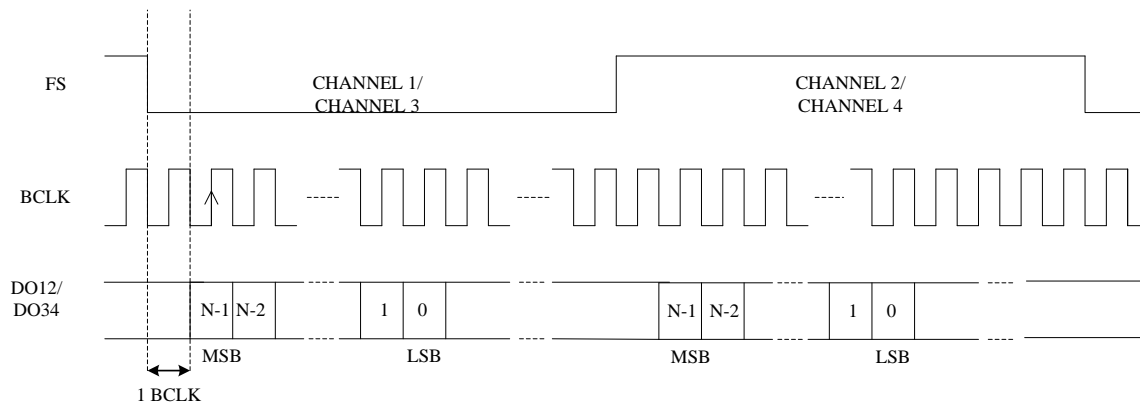 FS
CHANNEL 1/
CHANNEL 3
CHANNEL 2/
CHANNEL 4
BCLK
DO12/
DO34
N-1 N-2 1 0 N-1 N-2 1 0
MSB LSB MSB LSB
1 BCLK